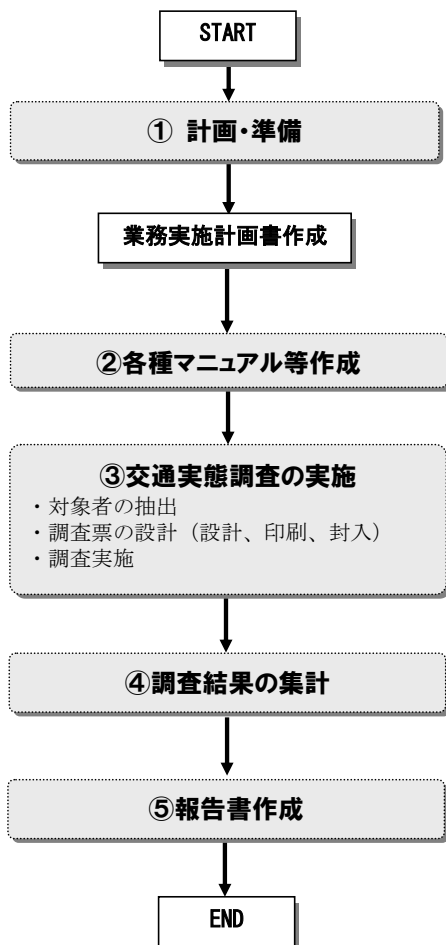 START
① 計画・準備
業務実施計画書作成
②各種マニュアル等作成
③交通実態調査の実施
・対象者の抽出
・調査票の設計（設計、印刷、封入）
・調査実施
④調査結果の集計
⑤報告書作成
END